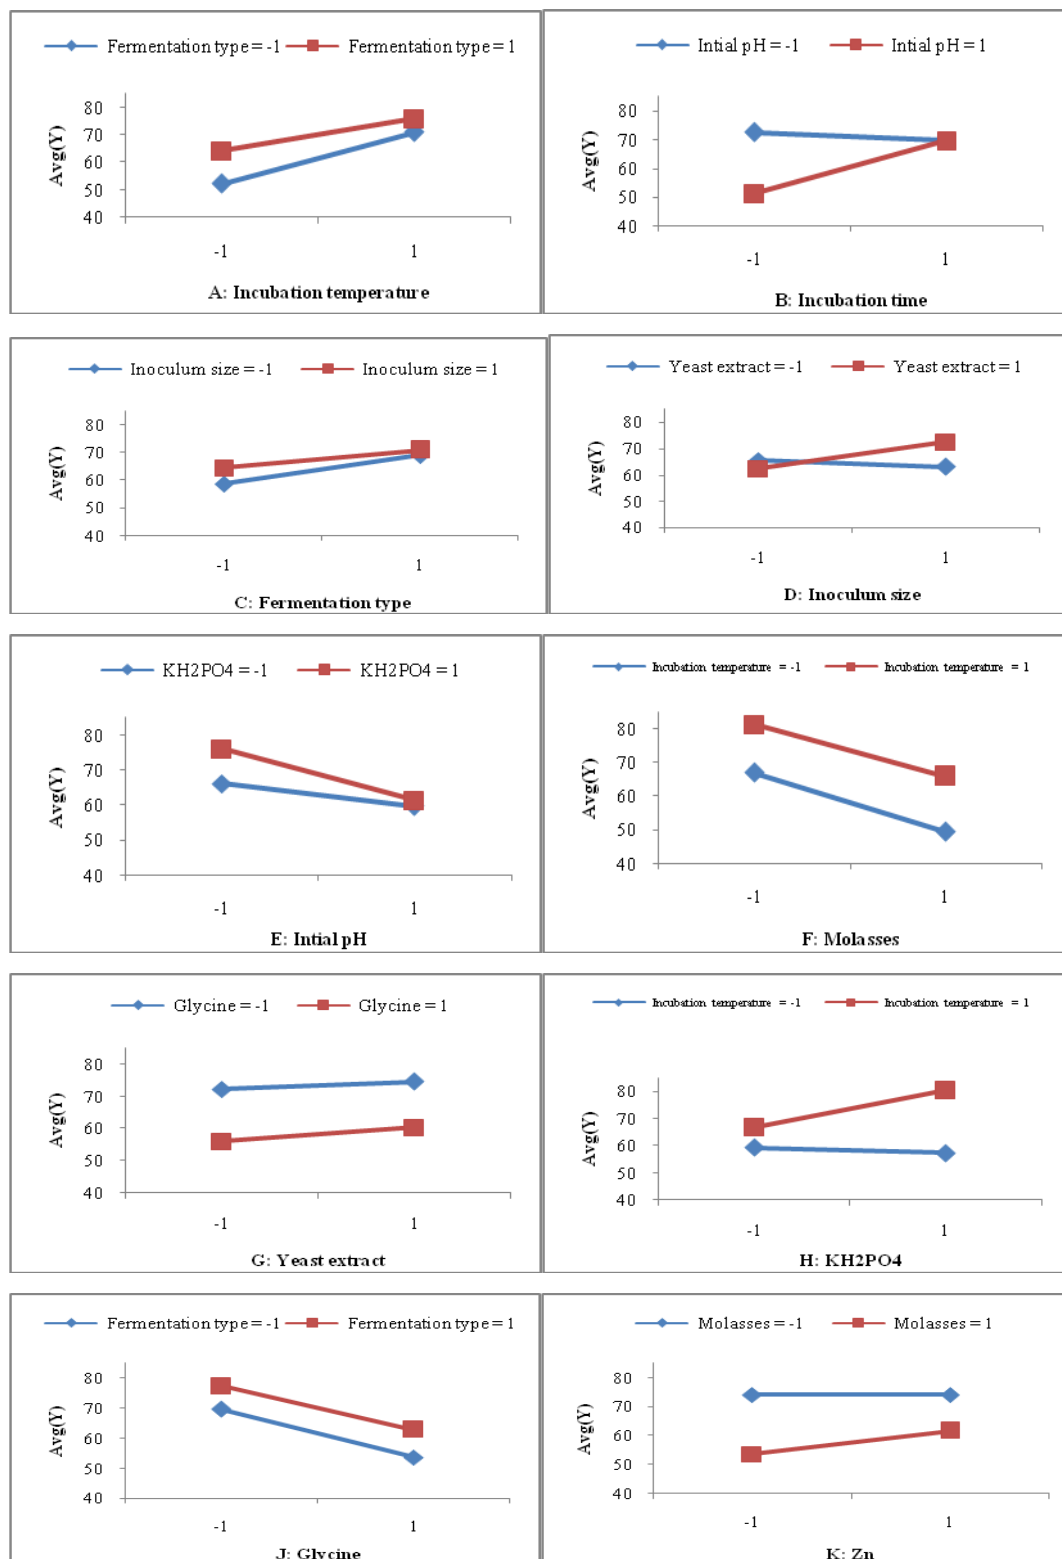 Fermentation type = -1 Fermentation type = 1
Avg(Y)
80
70
60
50
40
-1 1
A: Incubation temperature
Intial pH = -1 Intial pH = 1
Avg(Y)
80
70
60
50
40
-1 1
B: Incubation time
Inoculum size = -1 Inoculum size = 1
Avg(Y)
80
70
60
50
40
-1 1
C: Fermentation type
Yeast extract = -1 Yeast extract = 1
Avg(Y)
80
70
60
50
40
-1 1
D: Inoculum size
KH2PO4 = -1 KH2PO4 = 1
Avg(Y)
80
70
60
50
40
-1 1
E: Intial pH
Incubation temperature = -1 Incubation temperature = 1
Avg(Y)
80
70
60
50
40
-1 1
F: Molasses
Glycine = -1 Glycine = 1
Avg(Y)
80
70
60
50
40
-1 1
G: Yeast extract
Incubation temperature = -1 Incubation temperature = 1
Avg(Y)
80
70
60
50
40
-1 1
H: KH2PO4
Fermentation type = -1 Fermentation type = 1
Avg(Y)
80
70
60
50
40
-1 1
J: Glycine
Molasses = -1 Molasses = 1
Avg(Y)
80
70
60
50
40
-1 1
K: Zn